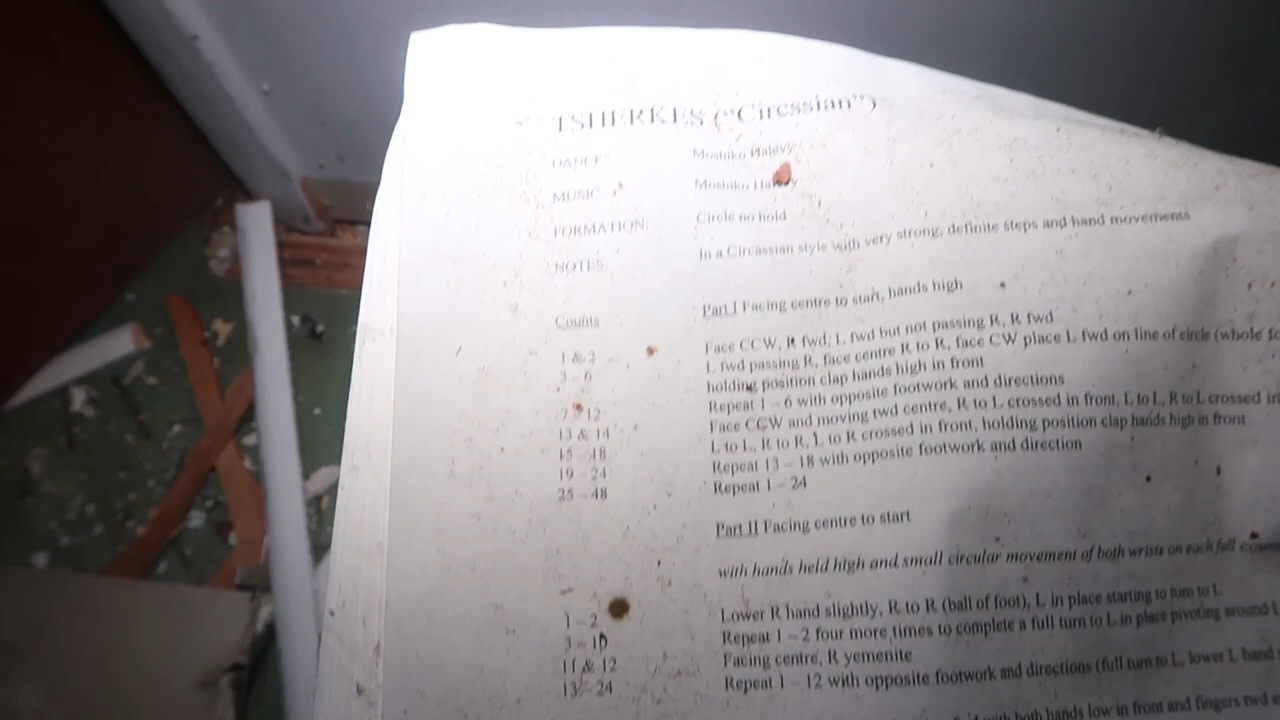 TSHERKES ("Circssian")
DANCE: Moshiko Halevy
MUSIC: Moshiko Halevy
FORMATION: Circle no hold
NOTES: In a Circassian style with very strong, definite steps and hand movements
Counts Part I Facing centre to start, hands high
1 & 2 Face CCW, R fwd, L fwd but not passing R, R fwd
3 - 6 L fwd passing R, face centre R to R, face CW place L fwd on line of circle (whole
holding position clap hands high in front
7 - 12 Repeat 1 - 6 with opposite footwork and directions
13 & 14 Face CCW and moving twd centre, R to L crossed in front, L to L, R to L crossed
15 - 18 L to L, R to R, L to R crossed in front, holding position clap hands high in front
19 - 24 Repeat 13 - 18 with opposite footwork and direction
25 - 48 Repeat 1 - 24
Part II Facing centre to start
with hands held high and small circular movement of both wrists on each full
1 - 2 Lower R hand slightly, R to R (ball of foot), L in place starting to turn to L
3 - 10 Repeat 1 - 2 four more times to complete a full turn to L in place pivoting around
11 & 12 Facing centre, R yemenite
13 - 24 Repeat 1 - 12 with opposite footwork and directions (full turn to L, lower L hand
with both hands low in front and fingers twd